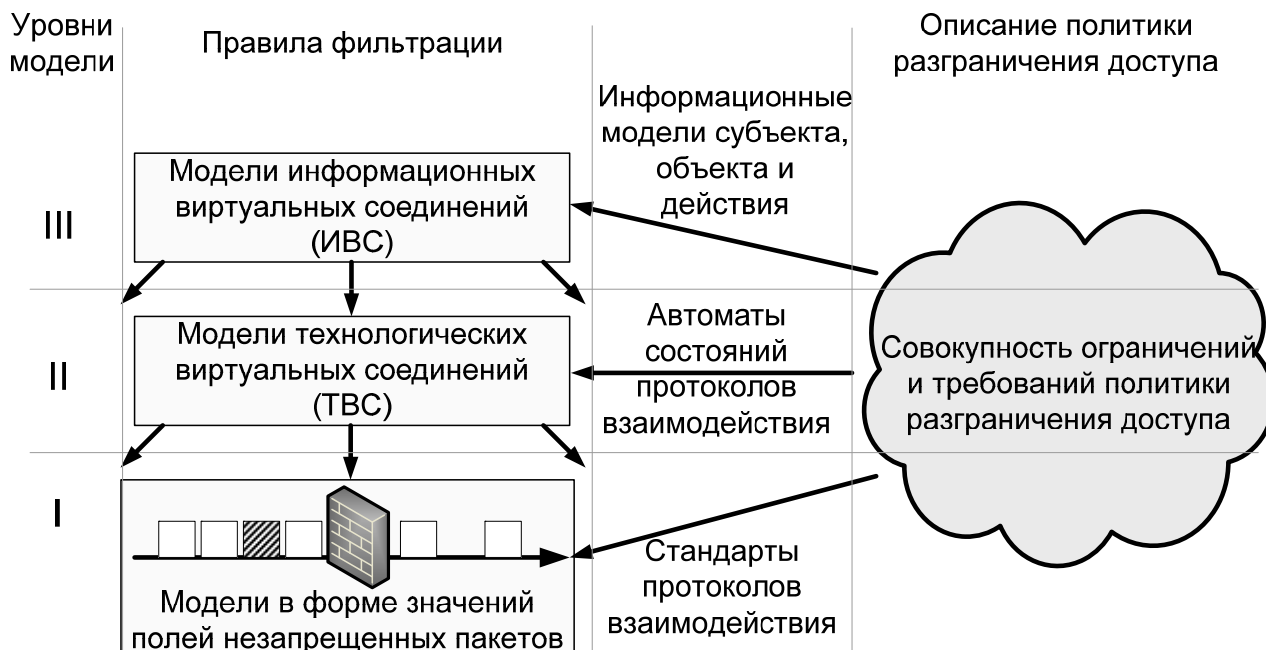 Уровни
модели
Правила фильтрации
Описание политики
разграничения доступа
Информационные
модели субъекта,
объекта и
действия
Модели информационных
виртуальных соединений
(ИВС)
III
Модели технологических
виртуальных соединений
(ТВС)
II
Автоматы
состояний
протоколов
взаимодействия
Совокупность ограничений
и требований политики
разграничения доступа
I
Стандарты
протоколов
взаимодействия
Модели в форме значений
полей незапрещенных пакетов